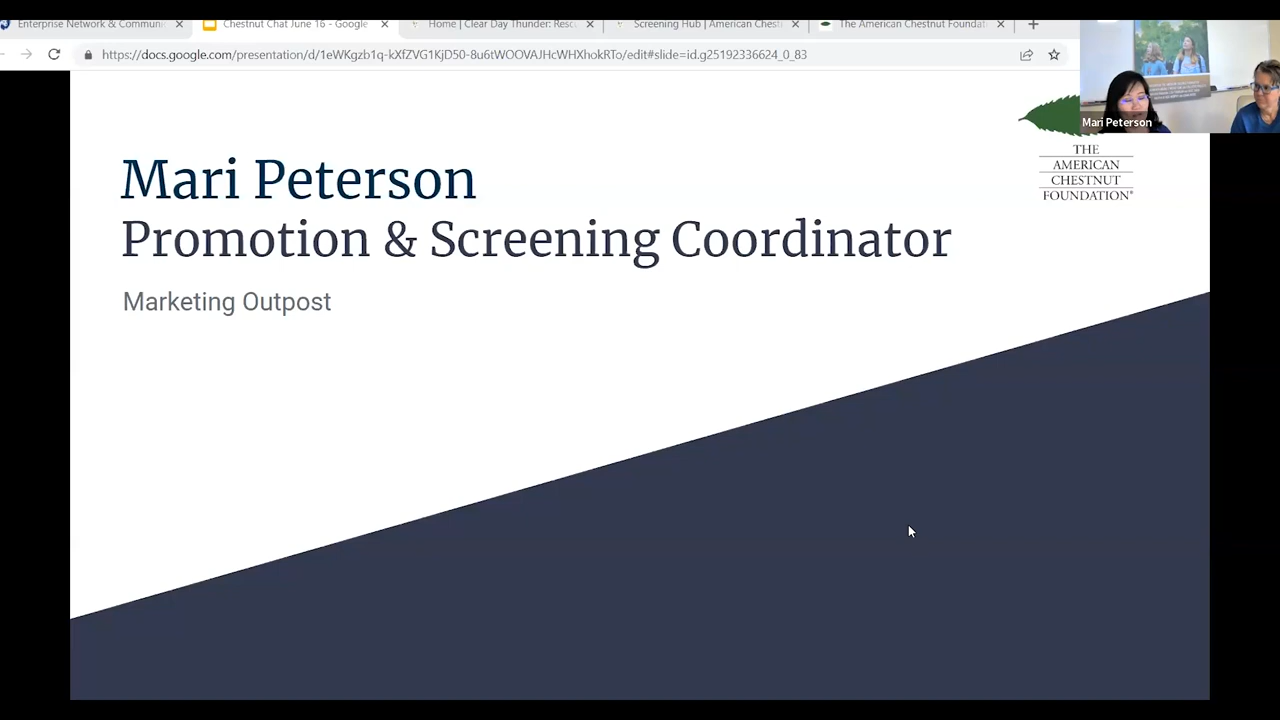 Enterprise Network & Communi
Chestnut Chat June 16 - Google
Home | Clear Day Thunder: Resc
Screening Hub | American Chest
The American Chestnut Foundat
https://docs.google.com/presentation/d/1eWKgzb1q-kXfZVG1KjD50-8u6tWOOVAJHcWHXhokRTo/edit#slide=id.g25192336624_0_83
Mari Peterson
THE
AMERICAN
CHESTNUT
FOUNDATION®
Mari Peterson
Promotion & Screening Coordinator
Marketing Outpost